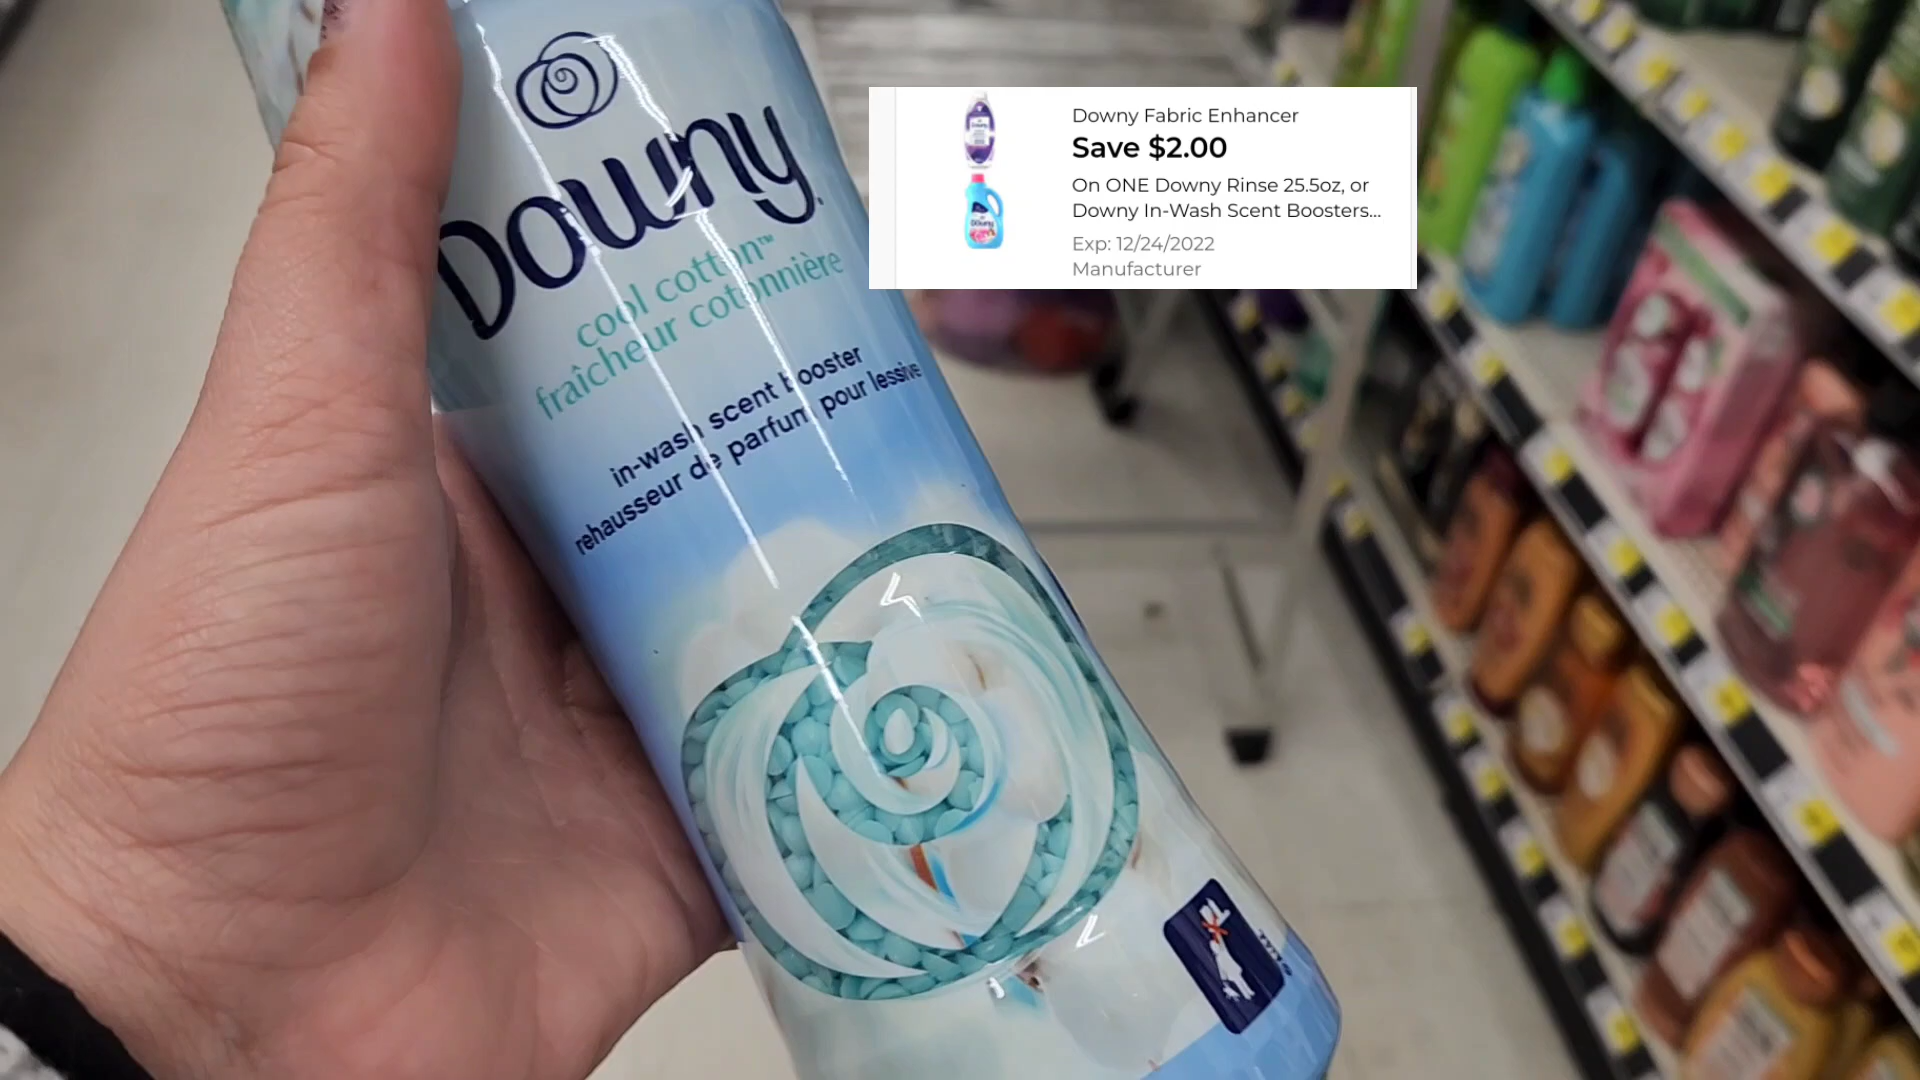 Downy
cool cotton™
fraîcheur cotonnière
in-wash scent booster
rehausseur de parfum pour lessive
Downy Fabric Enhancer
Save $2.00
On ONE Downy Rinse 25.5oz, or
Downy In-Wash Scent Boosters...
Exp: 12/24/2022
Manufacturer